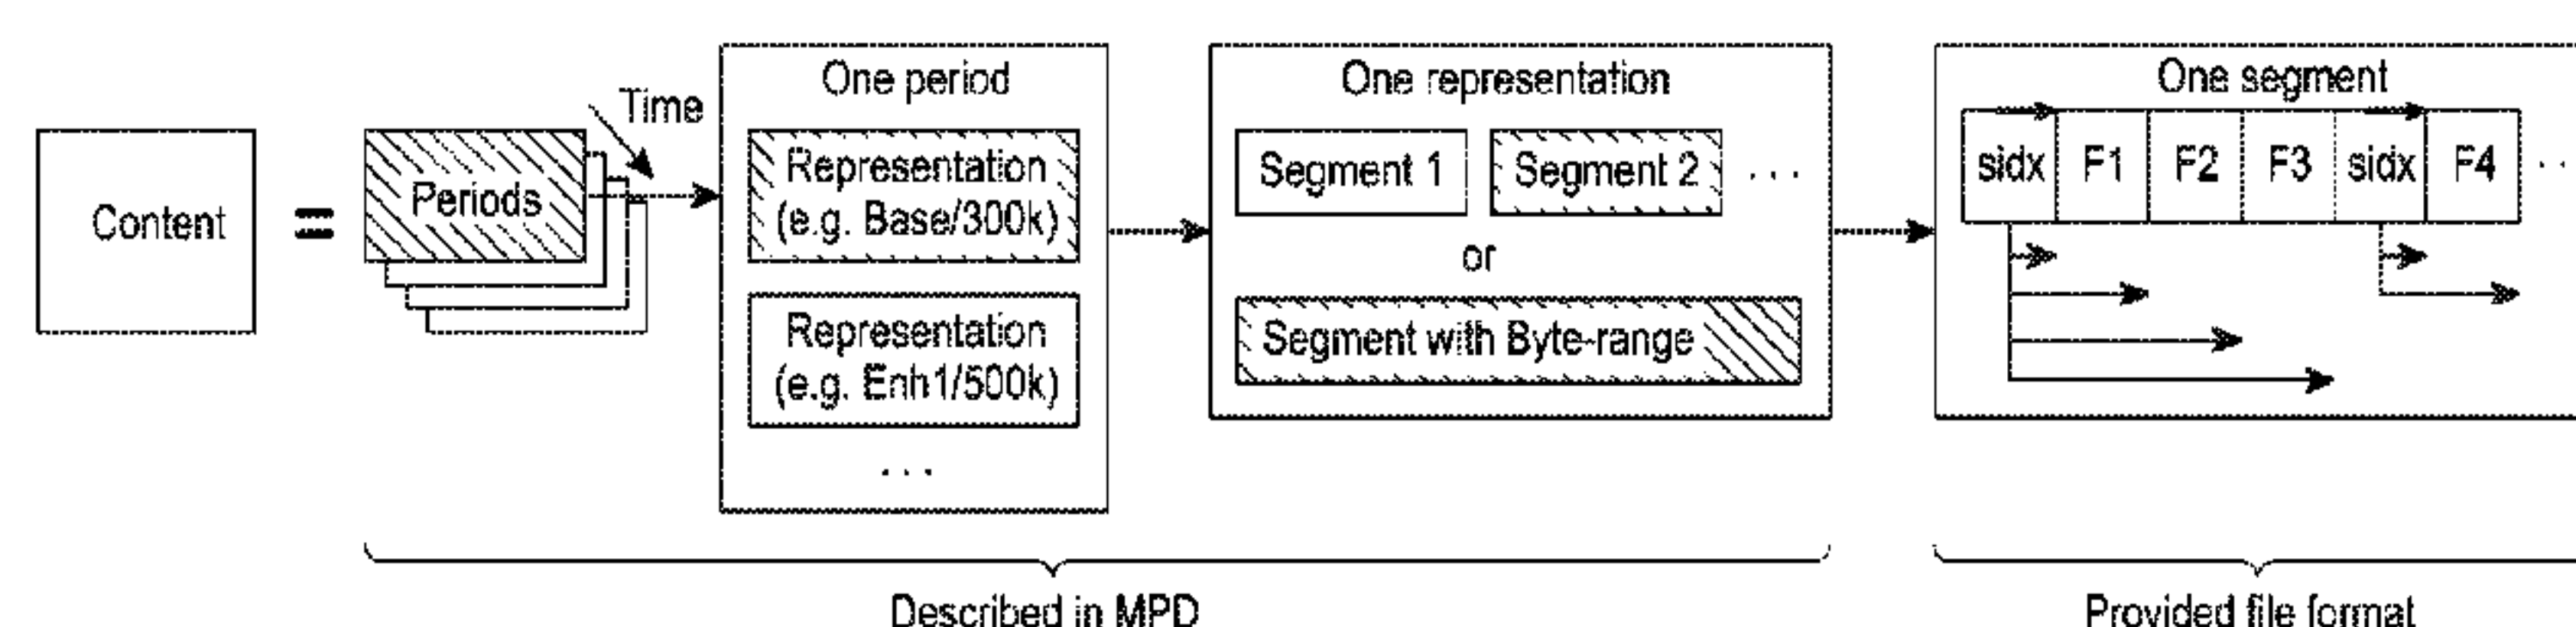 Content
=
Periods
Time
One period
Representation
(e.g. Base/300k)
Representation
(e.g. Enh1/500k)
. . .
One representation
Segment 1
Segment 2
. . .
or
Segment with Byte-range
One segment
sidx F1 F2 F3 sidx F4 . .
Described in MPD
Provided file format